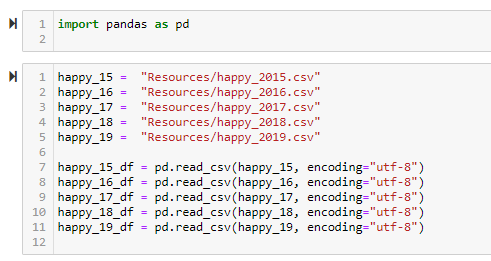 1 import pandas as pd
2
1 happy_15 =  "Resources/happy_2015.csv"
2 happy_16 =  "Resources/happy_2016.csv"
3 happy_17 =  "Resources/happy_2017.csv"
4 happy_18 =  "Resources/happy_2018.csv"
5 happy_19 =  "Resources/happy_2019.csv"
6
7 happy_15_df = pd.read_csv(happy_15, encoding="utf-8")
8 happy_16_df = pd.read_csv(happy_16, encoding="utf-8")
9 happy_17_df = pd.read_csv(happy_17, encoding="utf-8")
10 happy_18_df = pd.read_csv(happy_18, encoding="utf-8")
11 happy_19_df = pd.read_csv(happy_19, encoding="utf-8")
12